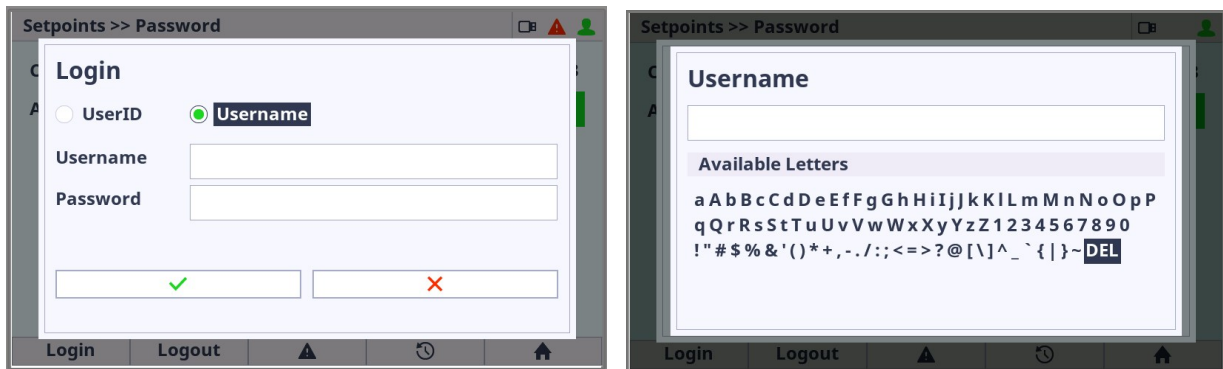 Setpoints >> Password
Login
UserID Username
Username
Password
Login Logout
Setpoints >> Password
Username
Available Letters
a A b B c C d D e E f F g G h H i I j J k K l L m M n N o O p P
q Q r R s S t T u U v V w W x X y Y z Z 1 2 3 4 5 6 7 8 9 0
! " # $ % & ' ( ) * + , - . / : ; < = > ? @ [ \ ] ^ _ ` { | } ~ DEL
Login Logout